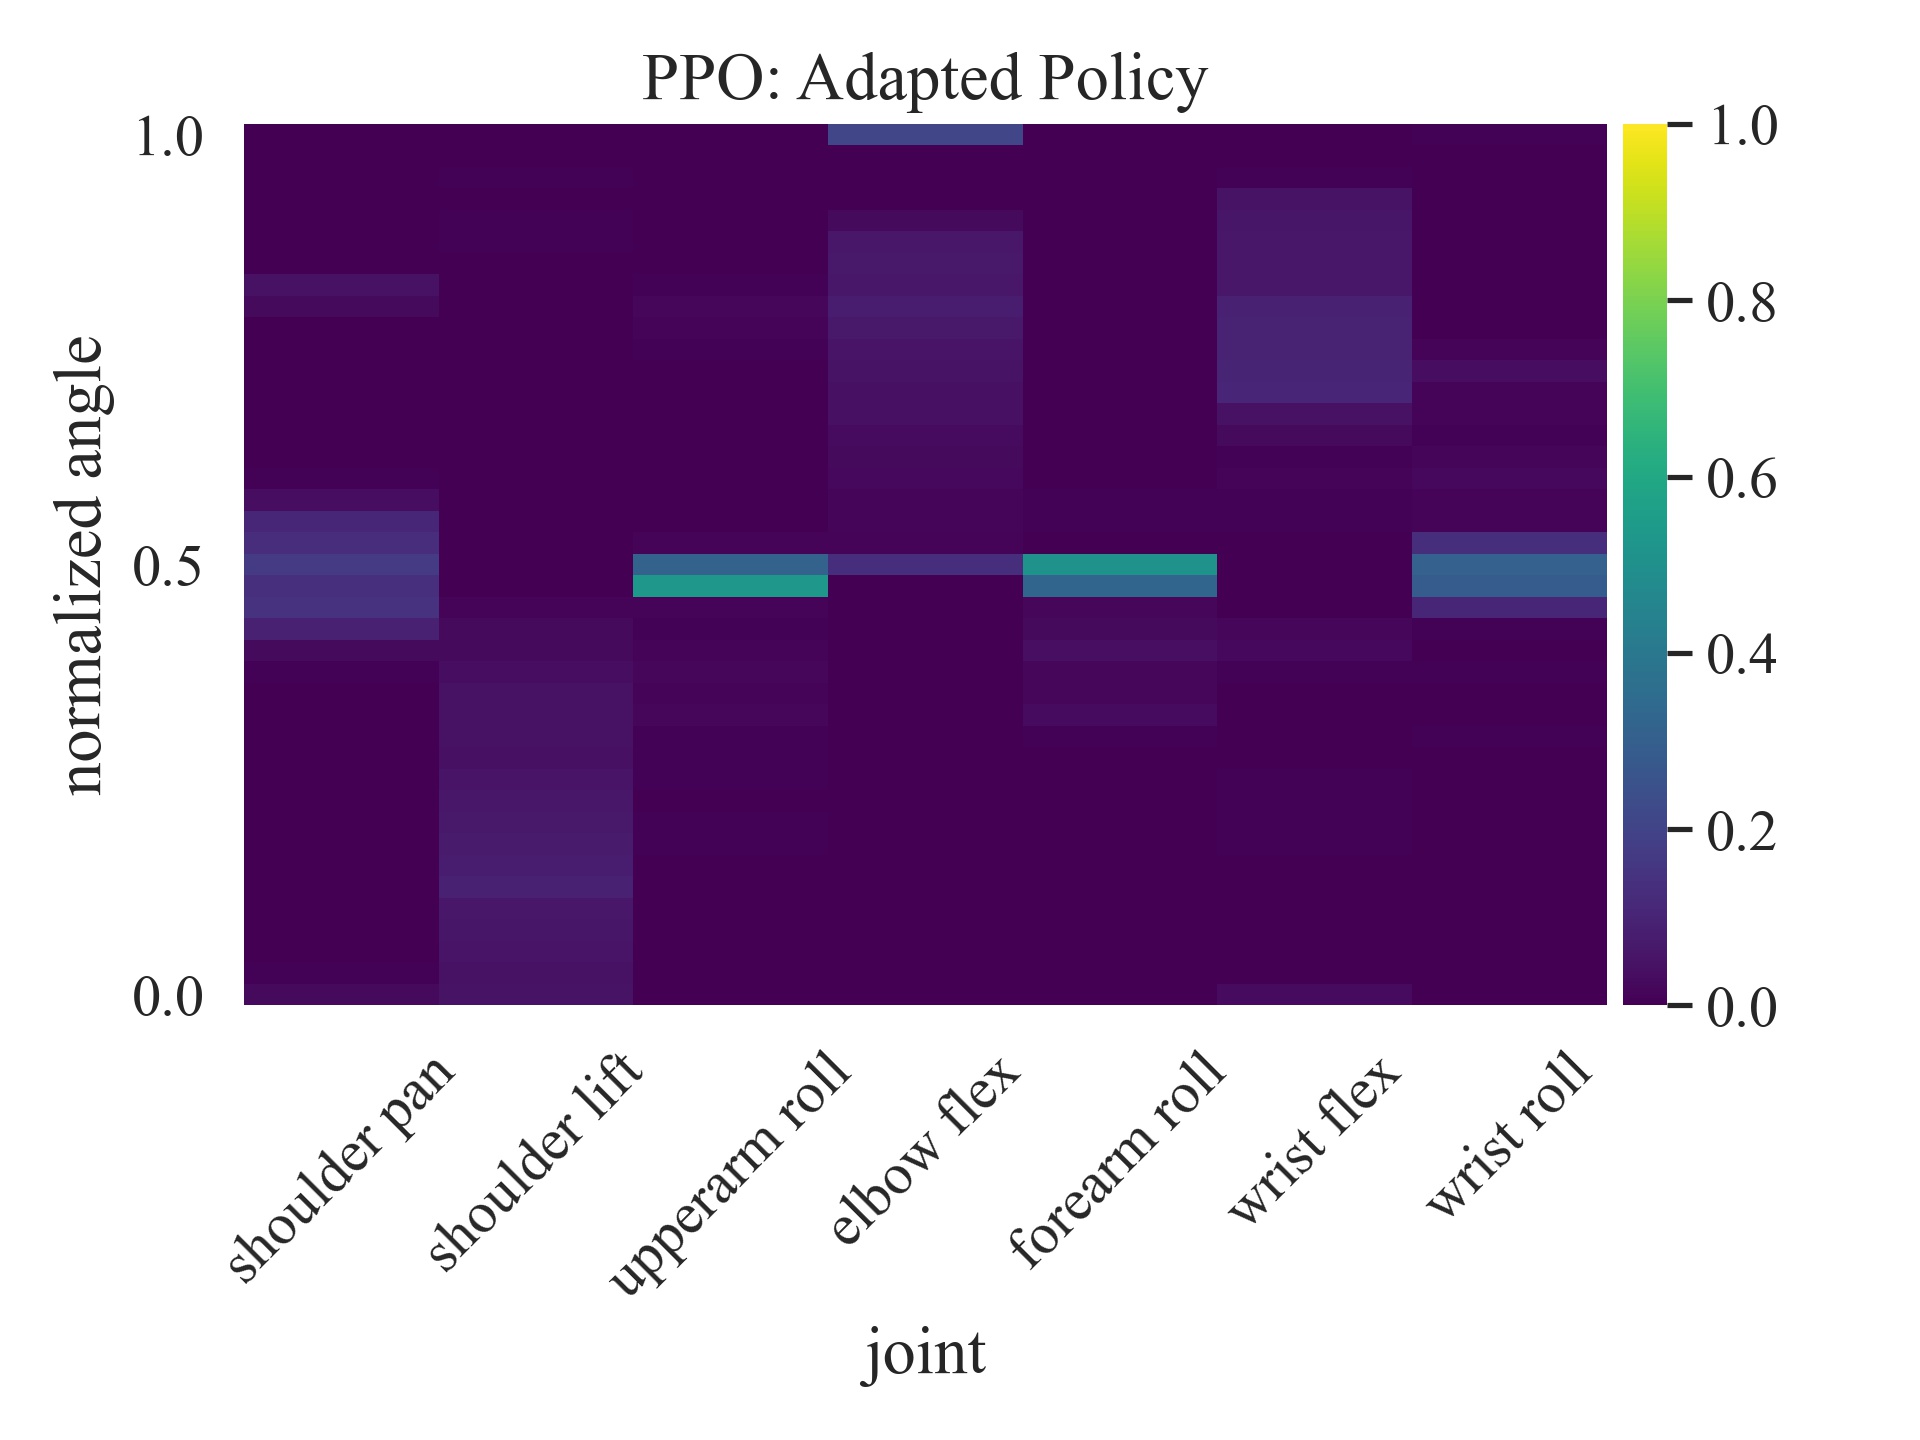 PPO: Adapted Policy
normalized angle
1.0
0.5
0.0
1.0
0.8
0.6
0.4
0.2
0.0
shoulder pan
shoulder lift
upperarm roll
elbow flex
forearm roll
wrist flex
wrist roll
joint